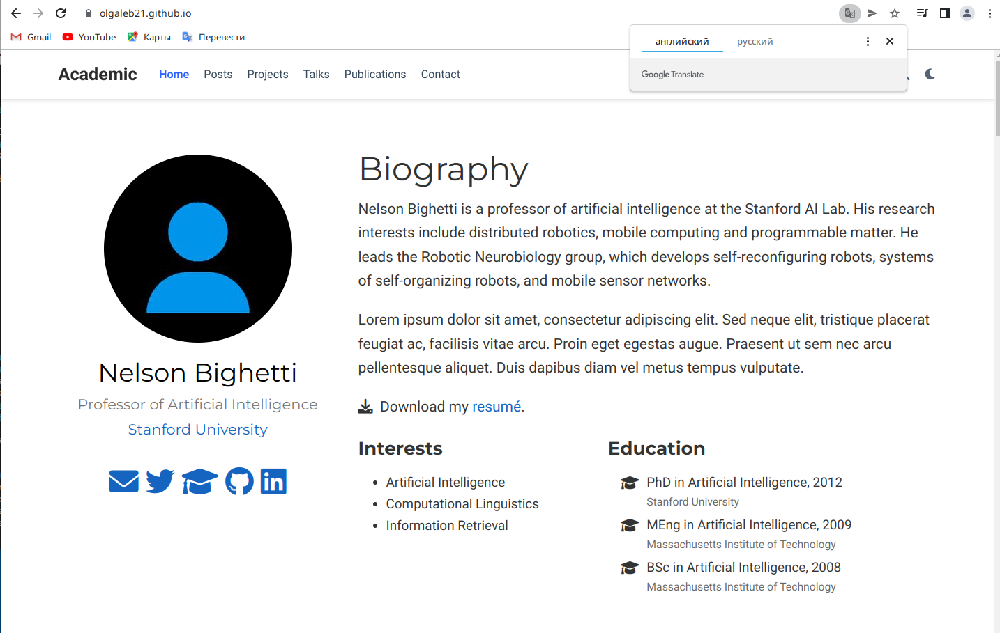 olgaleb21.github.io
Gmail YouTube Карты Перевести
английский русский
Google Translate
Academic Home Posts Projects Talks Publications Contact
Biography
Nelson Bighetti is a professor of artificial intelligence at the Stanford AI Lab. His research
interests include distributed robotics, mobile computing and programmable matter. He
leads the Robotic Neurobiology group, which develops self-reconfiguring robots, systems
of self-organizing robots, and mobile sensor networks.
Lorem ipsum dolor sit amet, consectetur adipiscing elit. Sed neque elit, tristique placerat
feugiat ac, facilisis vitae arcu. Proin eget egestas augue. Praesent ut sem nec arcu
pellentesque aliquet. Duis dapibus diam vel metus tempus vulputate.
Download my resumé.
Nelson Bighetti
Professor of Artificial Intelligence
Stanford University
Interests
Artificial Intelligence
Computational Linguistics
Information Retrieval
Education
PhD in Artificial Intelligence, 2012
Stanford University
MEng in Artificial Intelligence, 2009
Massachusetts Institute of Technology
BSc in Artificial Intelligence, 2008
Massachusetts Institute of Technology